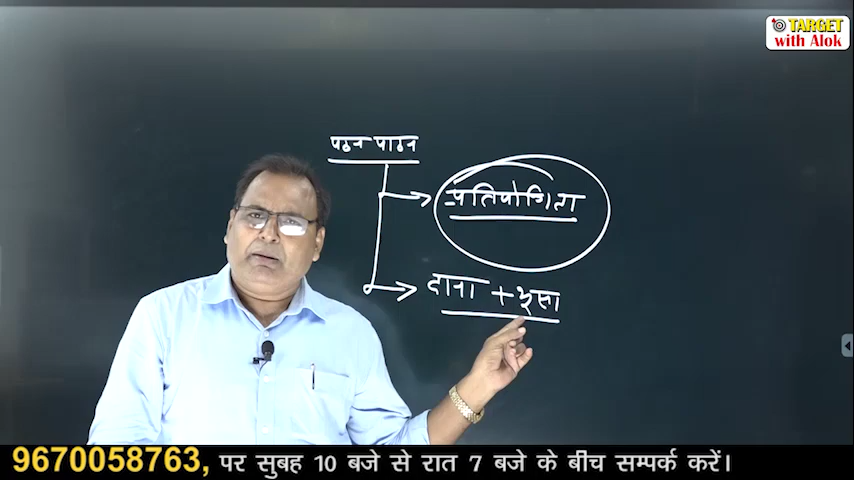 TARGET
with Alok
पठन पाठन
प्रतियोगिता
दाना + भूसा
9670058763, पर सुबह 10 बजे से रात 7 बजे के बीच सम्पर्क करें।